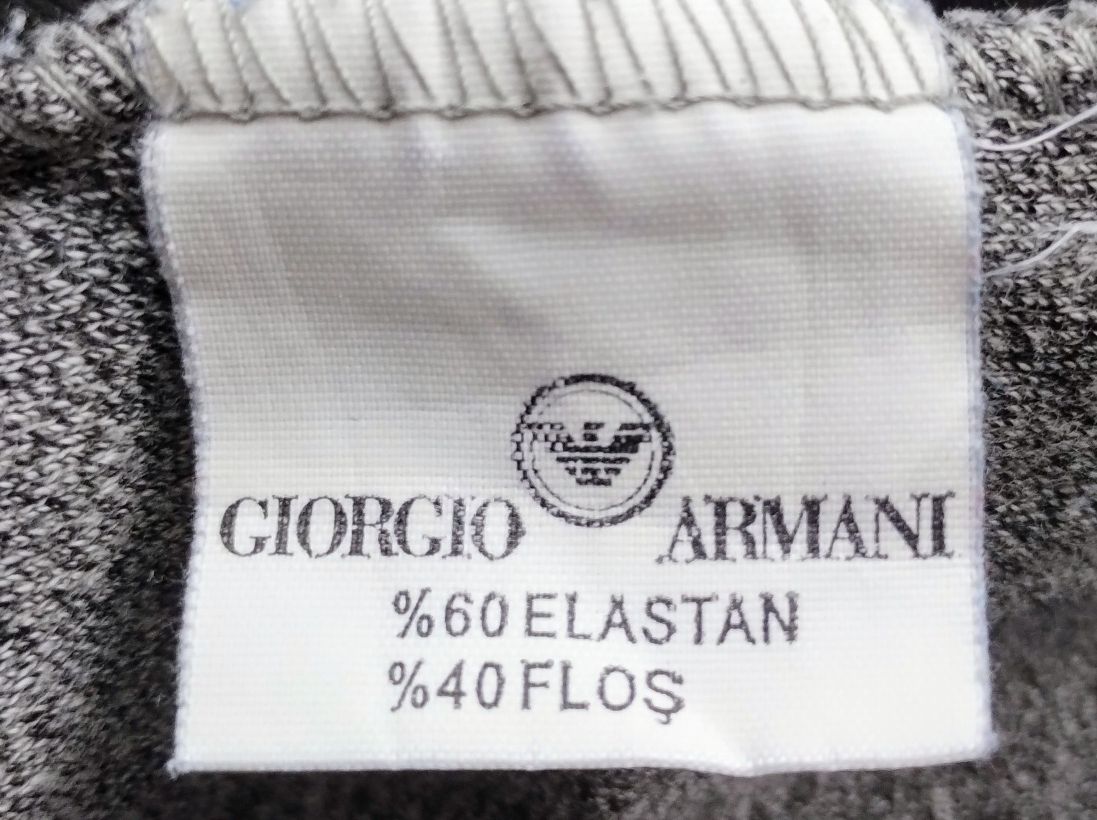 GIORGIO ARMANI
%60 ELASTAN
%40 FLOŞ